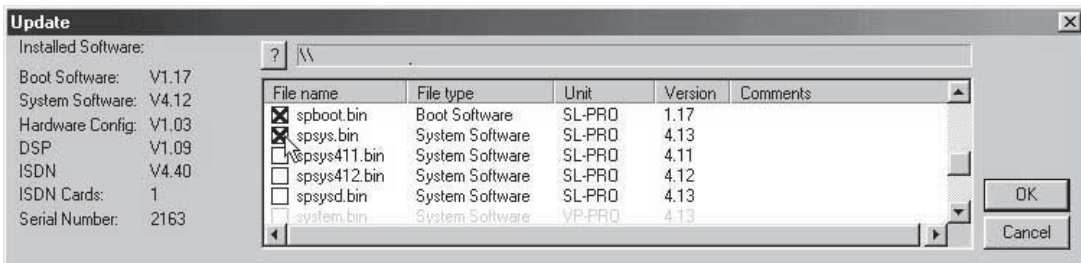 Update
Installed Software:
Boot Software: V1.17
System Software: V4.12
Hardware Config: V1.03
DSP V1.09
ISDN V4.40
ISDN Cards: 1
Serial Number: 2163
? \\
File name File type Unit Version Comments
spboot.bin Boot Software SL-PRO 1.17
spsys.bin System Software SL-PRO 4.13
spsys411.bin System Software SL-PRO 4.11
spsys412.bin System Software SL-PRO 4.12
spsysd.bin System Software SL-PRO 4.13
system.bin System Software VP-PRO 4.13
OK
Cancel